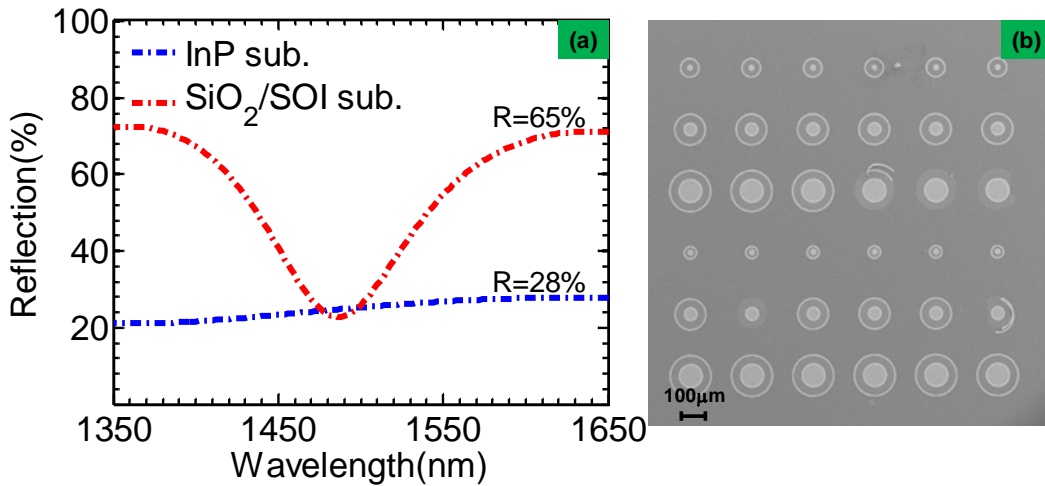 100
80
60
40
20
0
Reflection(%)
InP sub.
SiO₂/SOI sub.
(a)
R=65%
R=28%
1350
1450
1550
1650
Wavelength(nm)
(b)
100μm